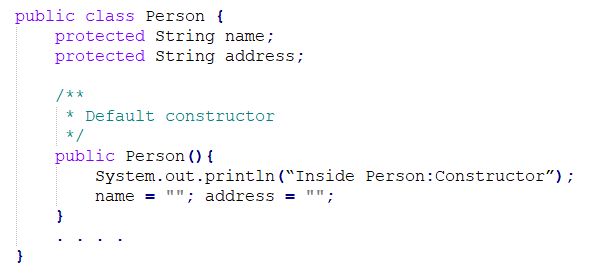 public class Person {
protected String name;
protected String address;
/**
* Default constructor
*/
public Person(){
System.out.println(“Inside Person:Constructor”);
name = ""; address = "";
}
. . . .
}